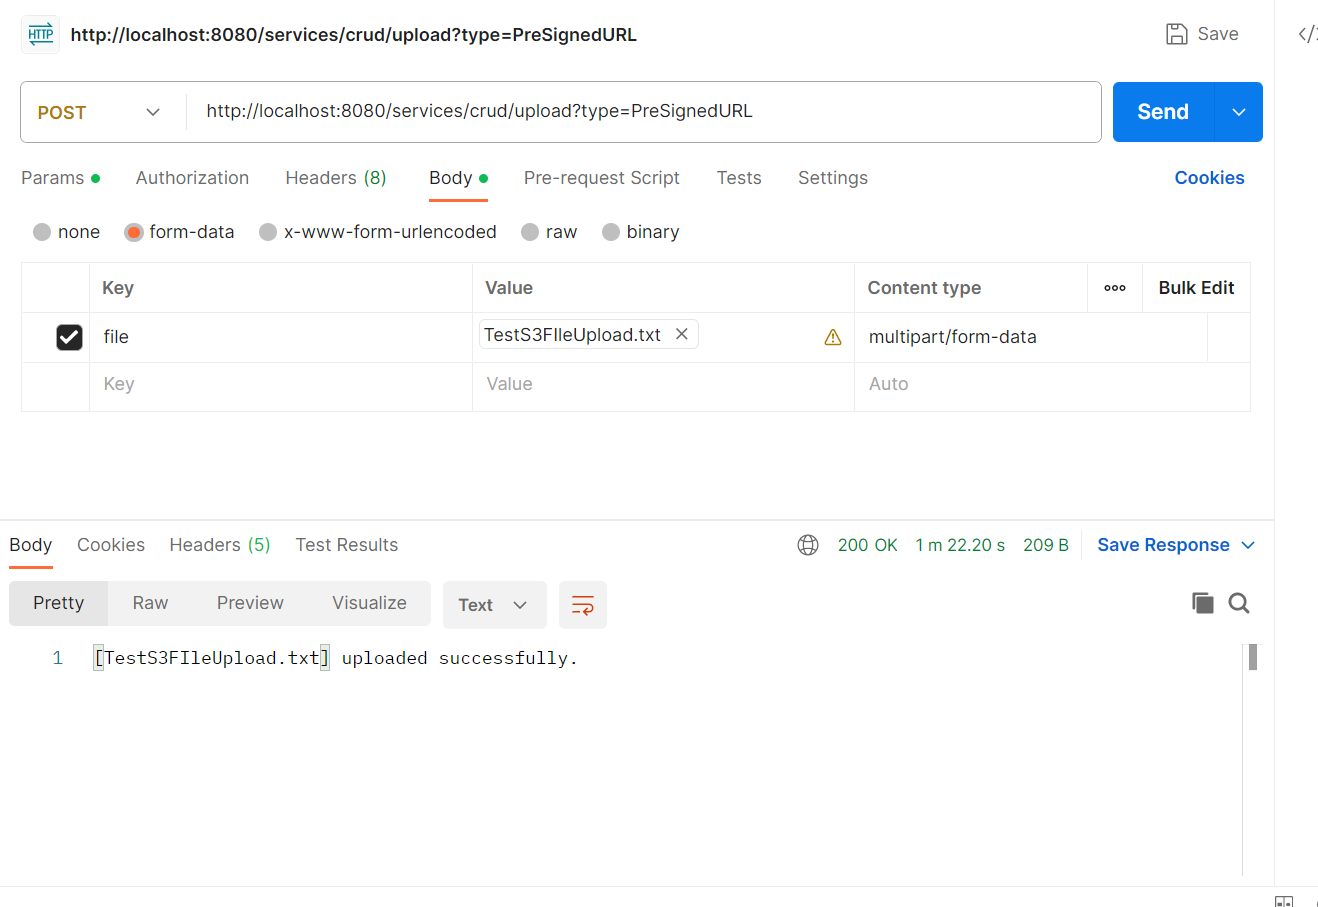 HTTP http://localhost:8080/services/crud/upload?type=PreSignedURL Save </>
POST http://localhost:8080/services/crud/upload?type=PreSignedURL Send
Params Authorization Headers (8) Body Pre-request Script Tests Settings Cookies
none form-data x-www-form-urlencoded raw binary
Key Value Content type ooo Bulk Edit
file TestS3FIleUpload.txt multipart/form-data
Key Value Auto
Body Cookies Headers (5) Test Results 200 OK 1 m 22.20 s 209 B Save Response
Pretty Raw Preview Visualize Text
1 [TestS3FIleUpload.txt] uploaded successfully.